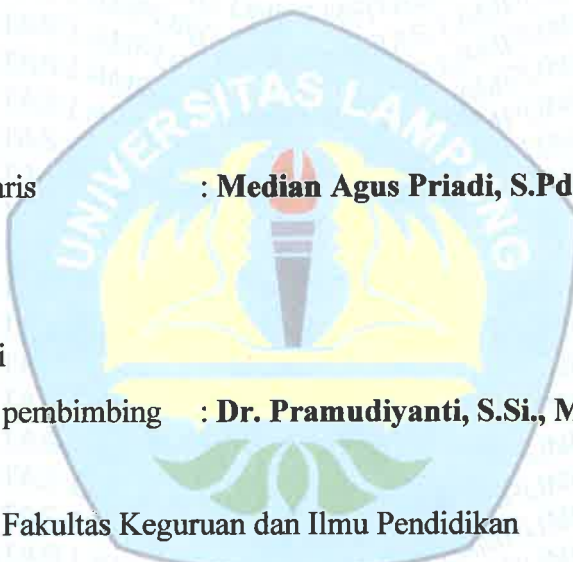 UNIVERSITAS LAMPUNG
aris : Median Agus Priadi, S.Pd
i
pembimbing : Dr. Pramudiyanti, S.Si., M
Fakultas Keguruan dan Ilmu Pendidikan